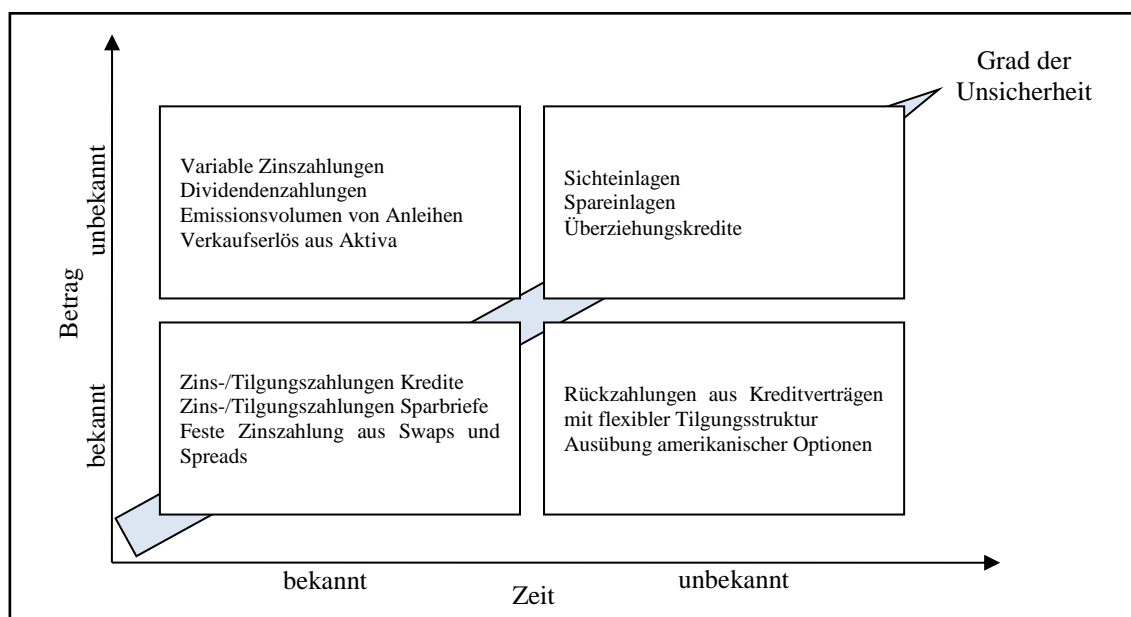 Grad der
Unsicherheit
Variable Zinszahlungen
Dividendenzahlungen
Emissionsvolumen von Anleihen
Verkaufserlös aus Aktiva
Sichteinlagen
Spareinlagen
Überziehungskredite
unbekannt
Betrag
bekannt
Zins-/Tilgungszahlungen Kredite
Zins-/Tilgungszahlungen Sparbriefe
Feste Zinszahlung aus Swaps und
Spreads
Rückzahlungen aus Kreditverträgen
mit flexibler Tilgungsstruktur
Ausübung amerikanischer Optionen
bekannt
unbekannt
Zeit